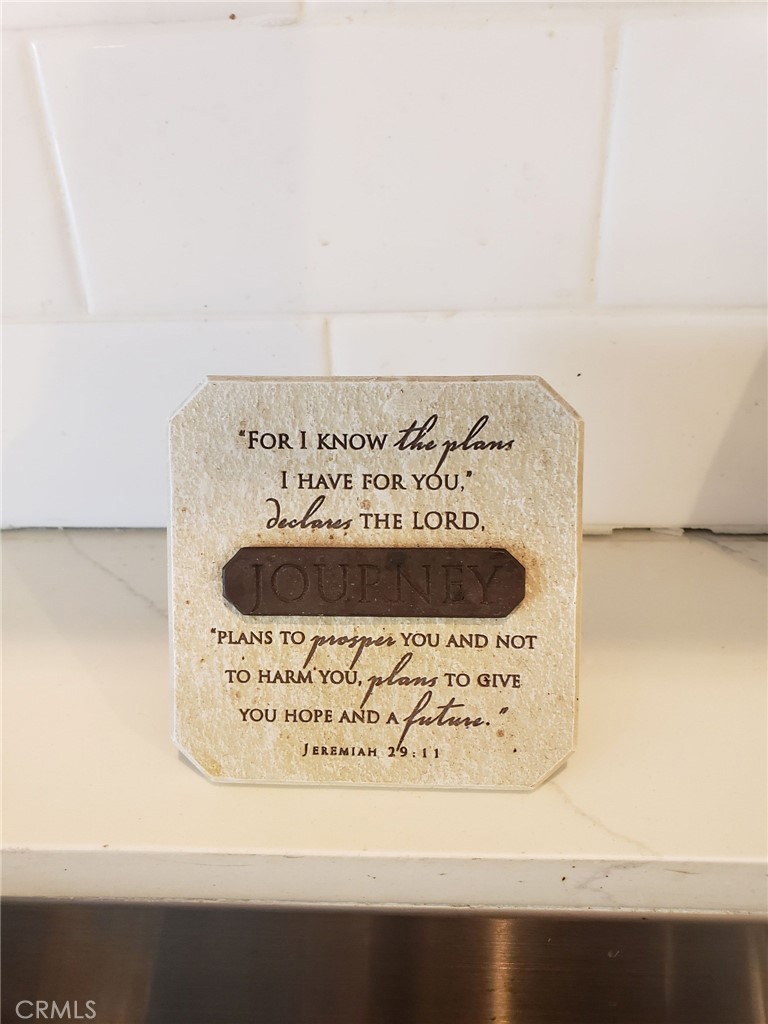 "FOR I KNOW the plans
I HAVE FOR YOU,"
declares THE LORD,
JOURNEY
"PLANS TO prosper YOU AND NOT
TO HARM YOU, plans TO GIVE
YOU HOPE AND A future."
JEREMIAH 29:11
CRMLS